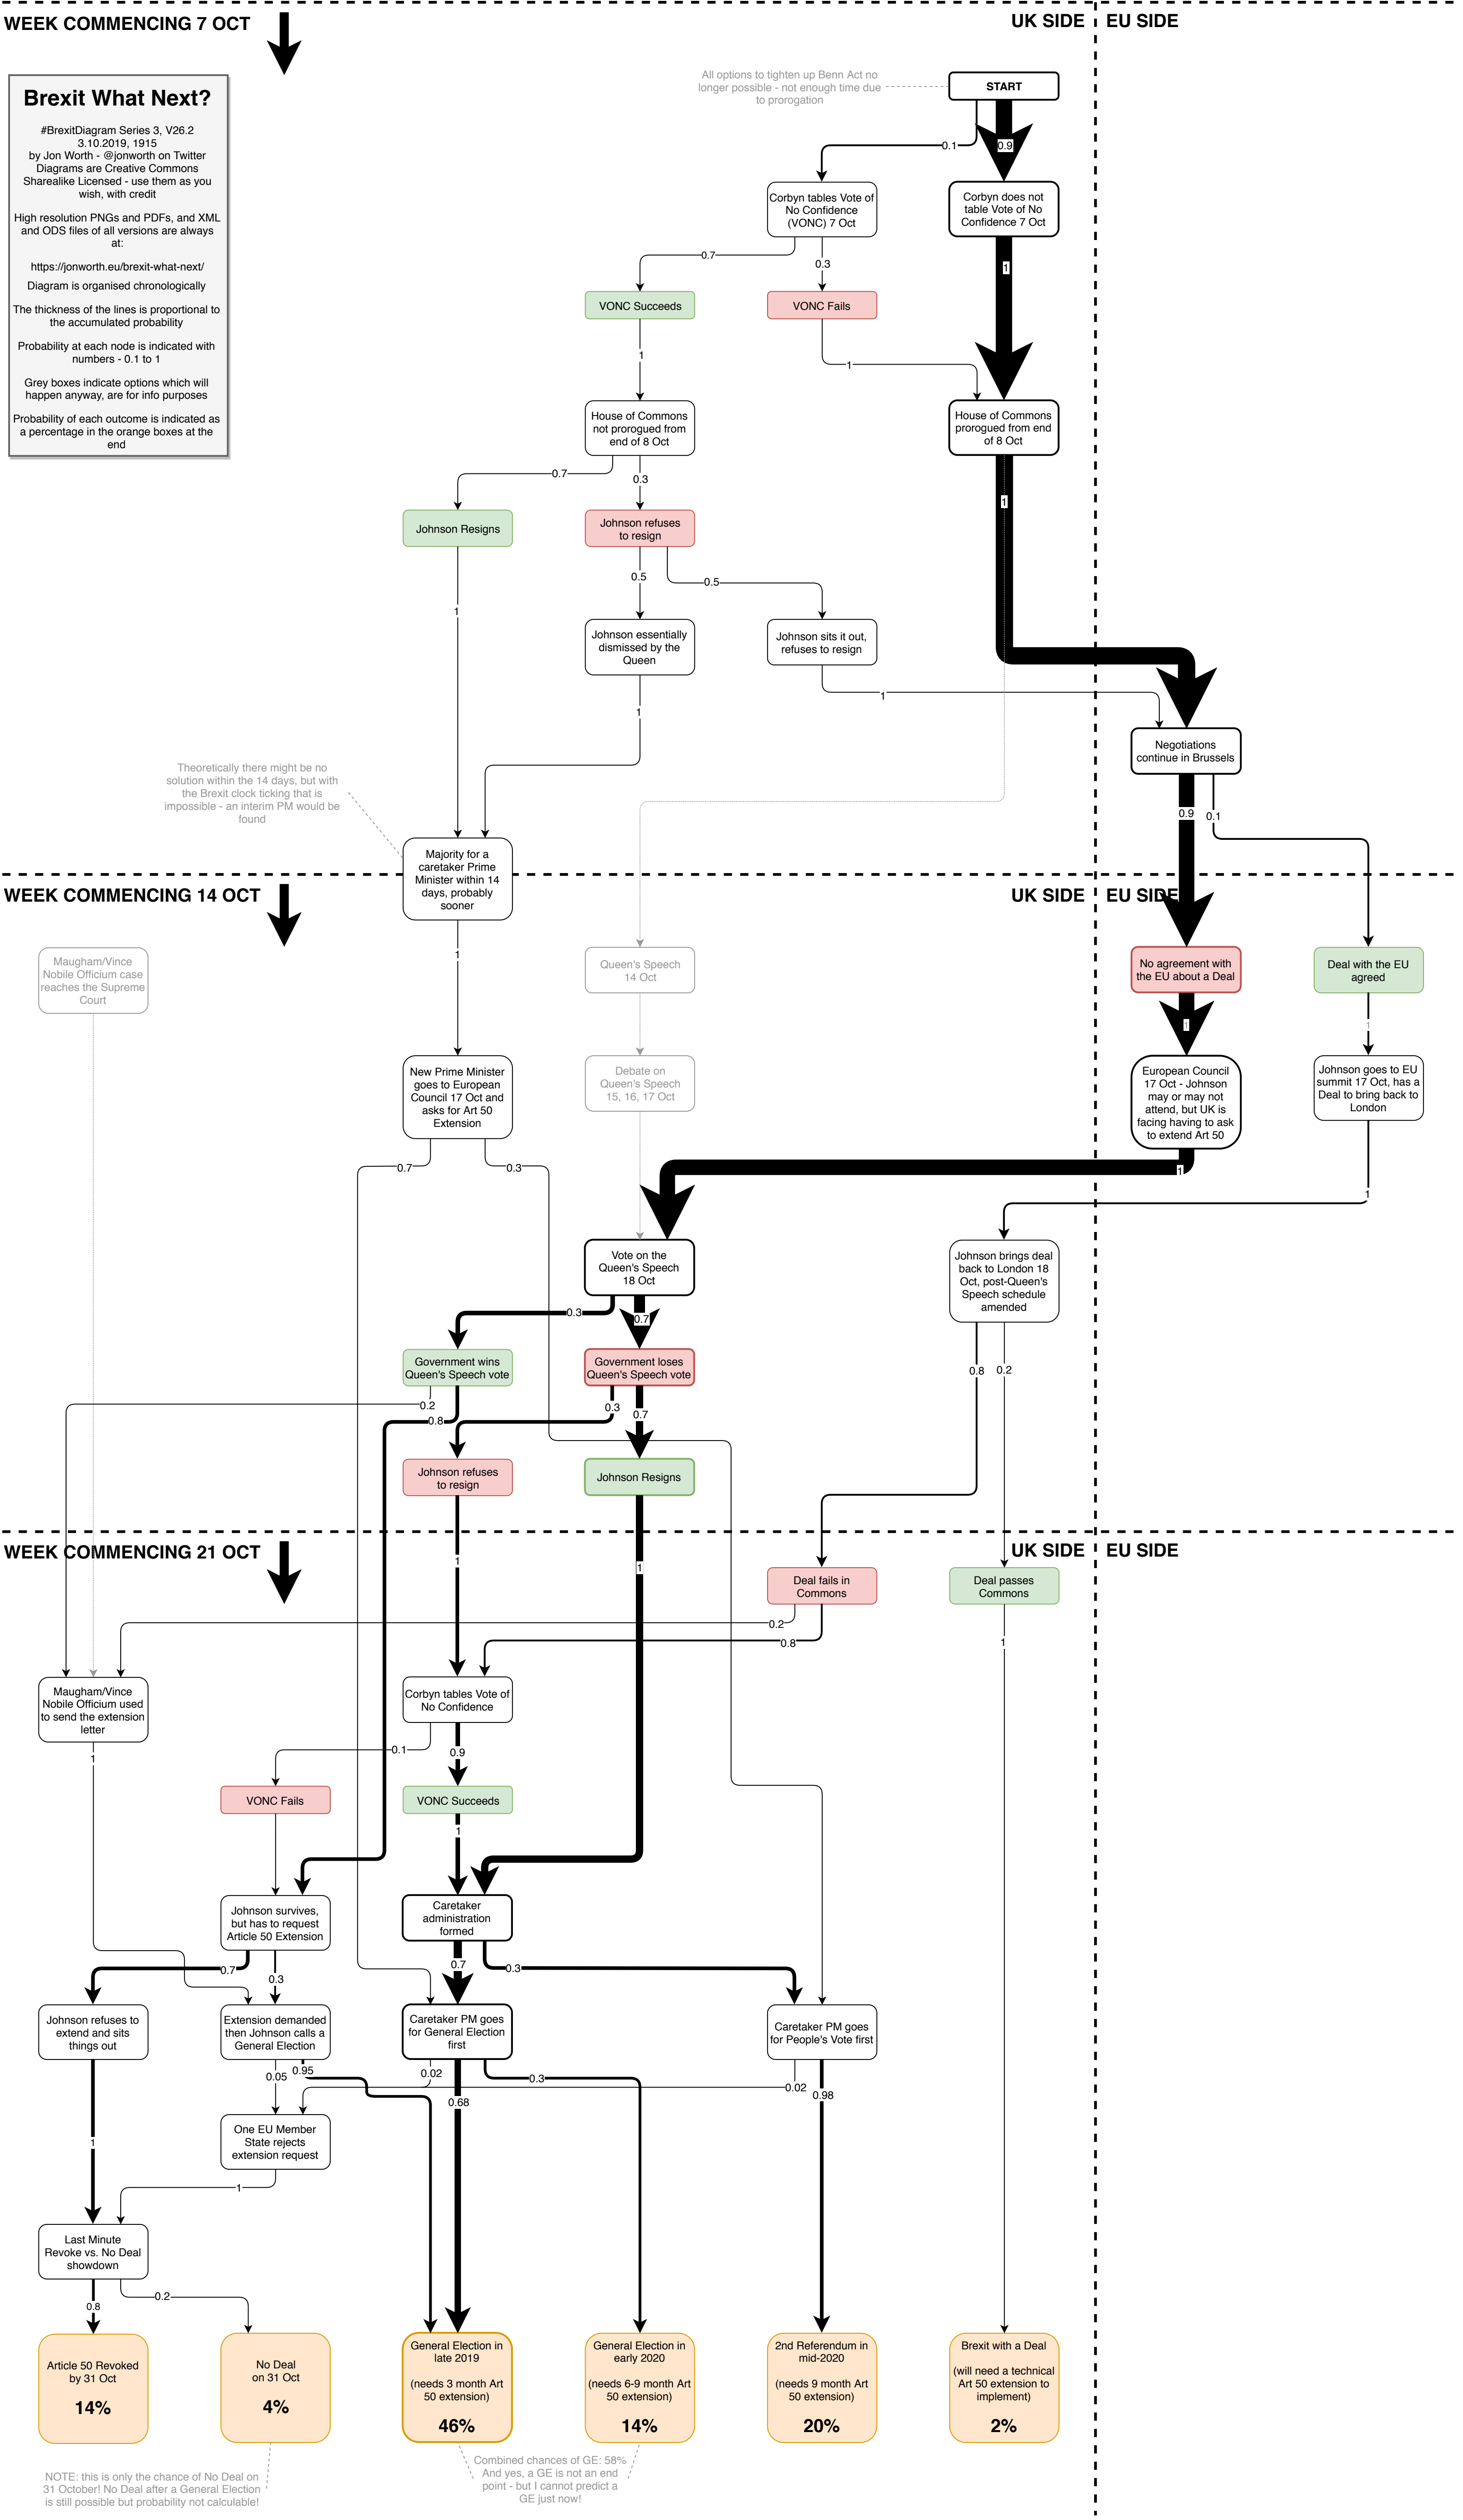 WEEK COMMENCING 7 OCT
UK SIDE
EU SIDE
Brexit What Next?
#BrexitDiagram Series 3, V26.2
3.10.2019, 1915
by Jon Worth - @jonworth on Twitter
Diagrams are Creative Commons
Sharealike Licensed - use them as you
wish, with credit
High resolution PNGs and PDFs, and XML
and ODS files of all versions are always
at:
https://jonworth.eu/brexit-what-next/
Diagram is organised chronologically
The thickness of the lines is proportional to
the accumulated probability
Probability at each node is indicated with
numbers - 0.1 to 1
Grey boxes indicate options which will
happen anyway, are for info purposes
Probability of each outcome is indicated as
a percentage in the orange boxes at the
end
All options to tighten up Benn Act no
longer possible - not enough time due
to prorogation
START
0.1
0.9
Corbyn tables Vote of
No Confidence
(VONC) 7 Oct
Corbyn does not
table Vote of No
Confidence 7 Oct
0.7
0.3
1
VONC Succeeds
VONC Fails
1
1
House of Commons
not prorogued from
end of 8 Oct
House of Commons
prorogued from end
of 8 Oct
0.7
0.3
1
Johnson Resigns
Johnson refuses
to resign
0.5
0.5
1
Johnson essentially
dismissed by the
Queen
Johnson sits it out,
refuses to resign
1
1
Negotiations
continue in Brussels
Theoretically there might be no
solution within the 14 days, but with
the Brexit clock ticking that is
impossible - an interim PM would be
found
0.9
0.1
Majority for a
caretaker Prime
Minister within 14
days, probably
sooner
WEEK COMMENCING 14 OCT
UK SIDE
EU SIDE
1
Maugham/Vince
Nobile Officium case
reaches the Supreme
Court
Queen's Speech
14 Oct
No agreement with
the EU about a Deal
Deal with the EU
agreed
1
1
New Prime Minister
goes to European
Council 17 Oct and
asks for Art 50
Extension
Debate on
Queen's Speech
15, 16, 17 Oct
European Council
17 Oct - Johnson
may or may not
attend, but UK is
facing having to ask
to extend Art 50
Johnson goes to EU
summit 17 Oct, has a
Deal to bring back to
London
0.7
0.3
1
1
Vote on the
Queen's Speech
18 Oct
Johnson brings deal
back to London 18
Oct, post-Queen's
Speech schedule
amended
0.3
0.7
Government wins
Queen's Speech vote
Government loses
Queen's Speech vote
0.8
0.2
0.2
0.8
0.3
0.7
Johnson refuses
to resign
Johnson Resigns
WEEK COMMENCING 21 OCT
UK SIDE
EU SIDE
1
1
Deal fails in
Commons
Deal passes
Commons
0.2
0.8
1
Maugham/Vince
Nobile Officium used
to send the extension
letter
Corbyn tables Vote of
No Confidence
1
0.1
0.9
VONC Fails
VONC Succeeds
1
Johnson survives,
but has to request
Article 50 Extension
Caretaker
administration
formed
0.7
0.3
0.7
0.3
Johnson refuses to
extend and sits
things out
Extension demanded
then Johnson calls a
General Election
Caretaker PM goes
for General Election
first
Caretaker PM goes
for People's Vote first
0.05
0.95
0.02
0.3
0.02
0.98
0.68
One EU Member
State rejects
extension request
1
1
Last Minute
Revoke vs. No Deal
showdown
0.8
0.2
Article 50 Revoked
by 31 Oct
14%
No Deal
on 31 Oct
4%
General Election in
late 2019
(needs 3 month Art
50 extension)
46%
General Election in
early 2020
(needs 6-9 month Art
50 extension)
14%
2nd Referendum in
mid-2020
(needs 9 month Art
50 extension)
20%
Brexit with a Deal
(will need a technical
Art 50 extension to
implement)
2%
NOTE: this is only the chance of No Deal on
31 October! No Deal after a General Election
is still possible but probability not calculable!
Combined chances of GE: 58%
And yes, a GE is not an end
point - but I cannot predict a
GE just now!